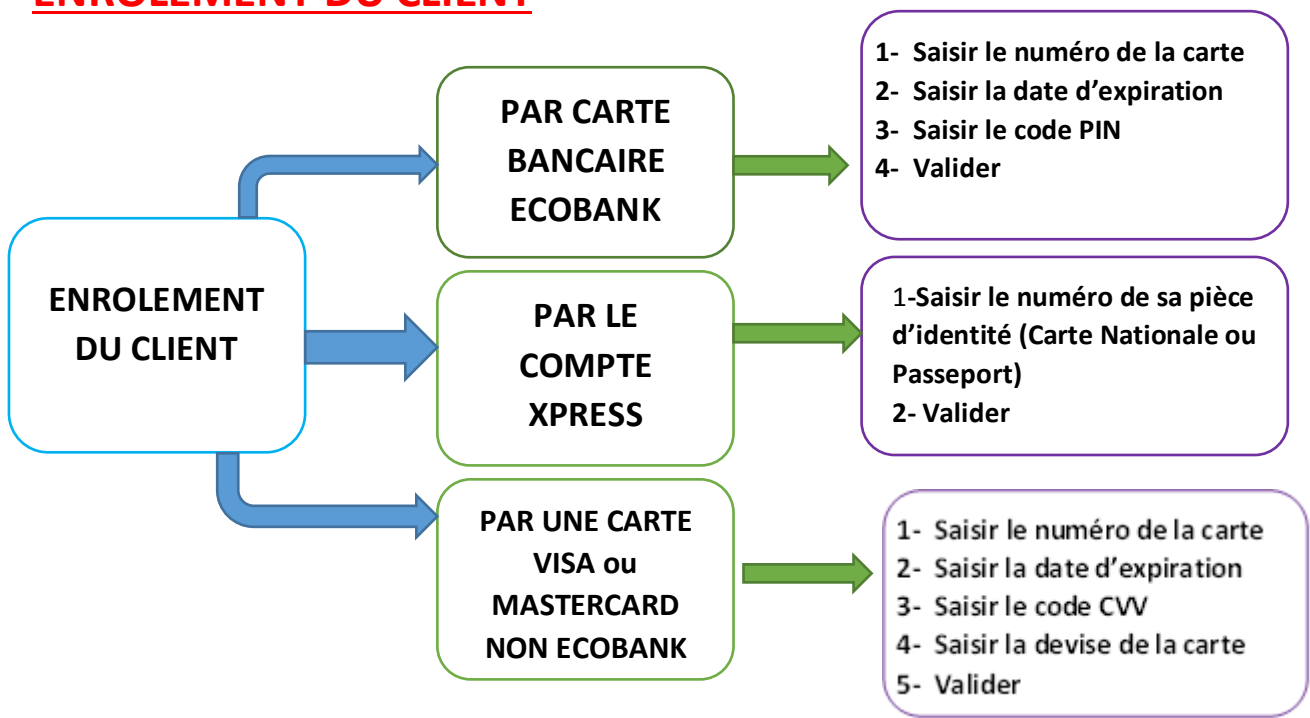 ENROLEMENT DU CLIENT
ENROLEMENT
DU CLIENT
PAR CARTE
BANCAIRE
ECOBANK
1- Saisir le numéro de la carte
2- Saisir la date d’expiration
3- Saisir le code PIN
4- Valider
PAR LE
COMPTE
XPRESS
1-Saisir le numéro de sa pièce
d’identité (Carte Nationale ou
Passeport)
2- Valider
PAR UNE CARTE
VISA ou
MASTERCARD
NON ECOBANK
1- Saisir le numéro de la carte
2- Saisir la date d’expiration
3- Saisir le code CVV
4- Saisir la devise de la carte
5- Valider